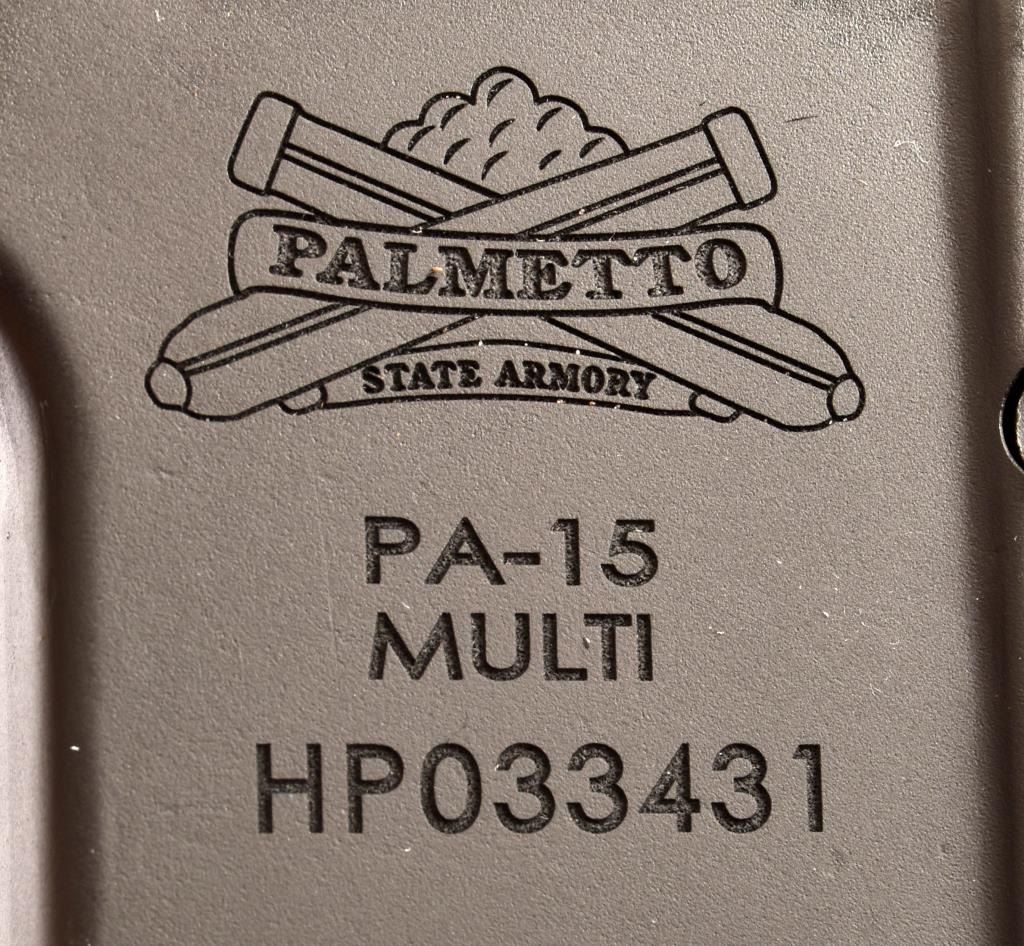 PALMETTO
STATE ARMORY
PA-15
MULTI
HP033431